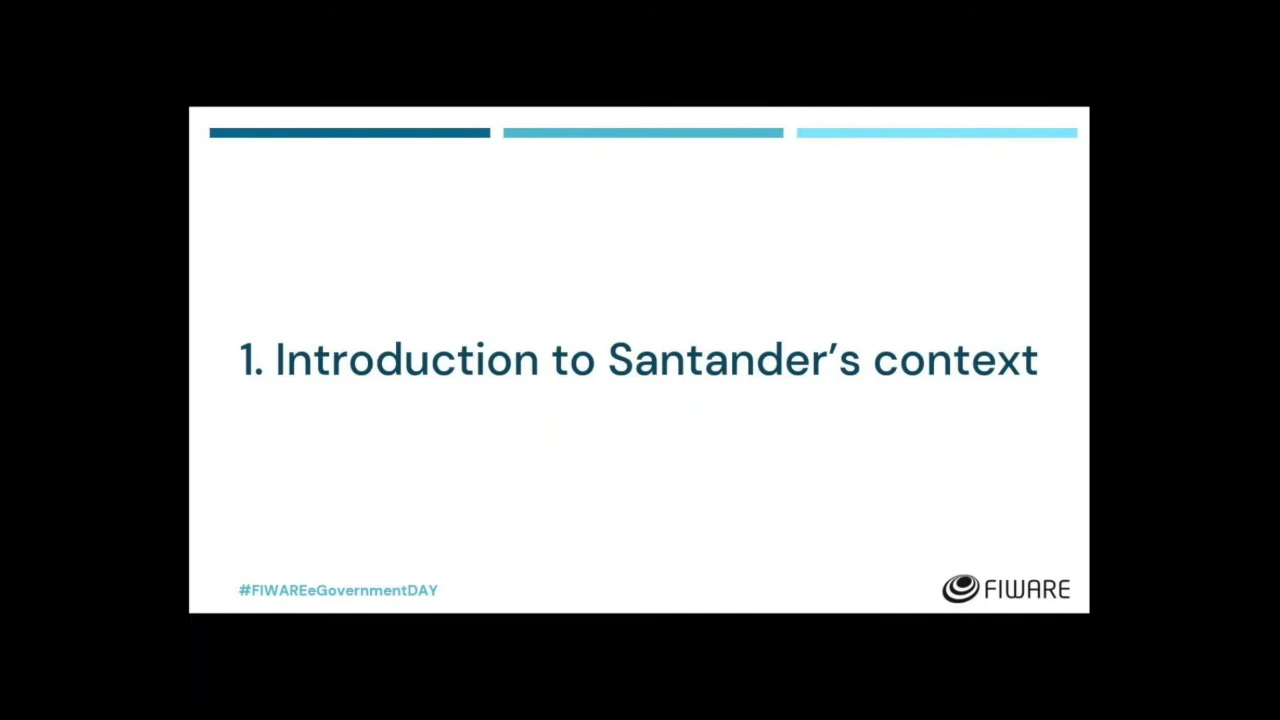 1. Introduction to Santander’s context
#FIWAREeGovernmentDAY
FIWARE